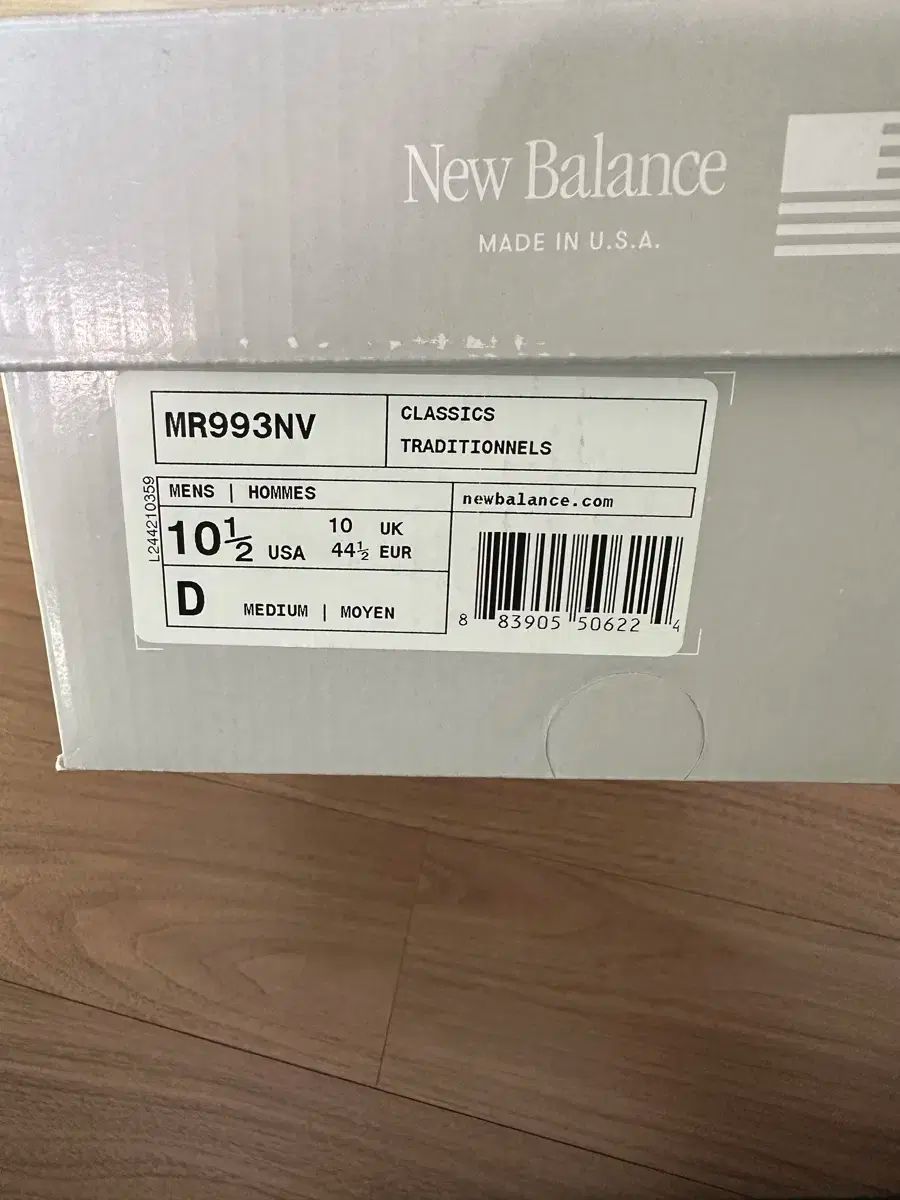 New Balance
MADE IN U.S.A.
MR993NV
CLASSICS
TRADITIONNELS
L244210359
MENS | HOMMES
newbalance.com
10½ USA
10 UK
44½ EUR
D MEDIUM | MOYEN
8 83905 50622 4